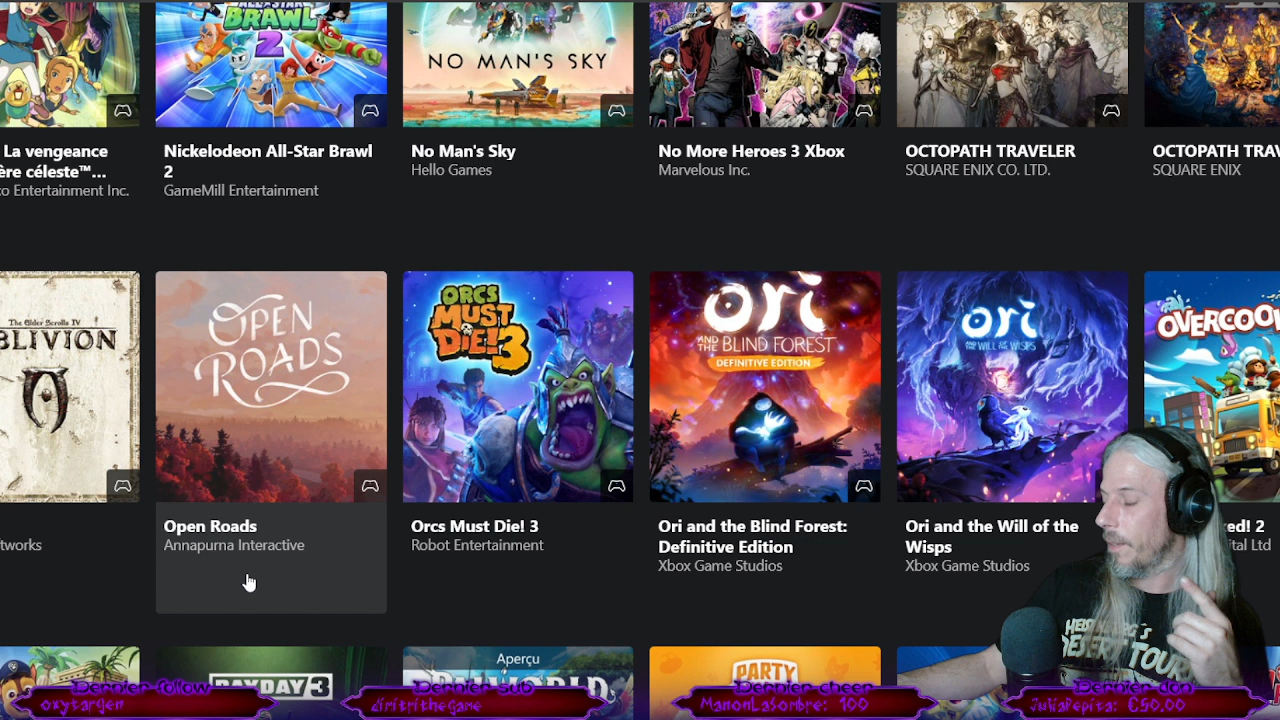 BRAWL
2
NO MAN'S SKY
La vengeance
ère céleste™...
co Entertainment Inc.
Nickelodeon All-Star Brawl
2
GameMill Entertainment
No Man's Sky
Hello Games
No More Heroes 3 Xbox
Marvelous Inc.
OCTOPATH TRAVELER
SQUARE ENIX CO. LTD.
OCTOPATH TRAV
SQUARE ENIX
The Elder Scrolls IV
BLIVION
OPEN
ROADS
ORCS
MUST
DIE! 3
ori
AND THE BLIND FOREST
DEFINITIVE EDITION
ori
AND THE WILL OF THE WISPS
OVERCOO
tworks
Open Roads
Annapurna Interactive
Orcs Must Die! 3
Robot Entertainment
Ori and the Blind Forest:
Definitive Edition
Xbox Game Studios
Ori and the Will of the
Wisps
Xbox Game Studios
ed! 2
ital Ltd
DESERT TOUR
PAYDAY 3
Aperçu
PARTY
Dernier follow
oxytargen
Dernier sub
dimitrithegame
Dernier cheer
ManonLaSombre: 100
Dernier don
JuliaPepita: €50,00